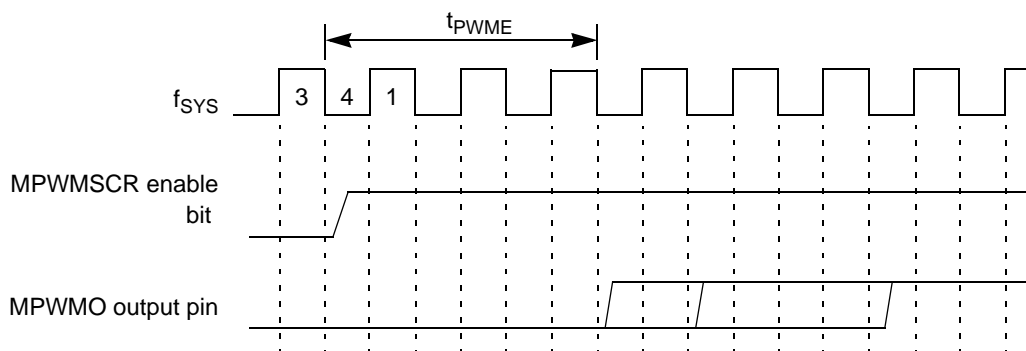 tPWME
fSYS
3 4 1
MPWMSCR enable
bit
MPWMO output pin